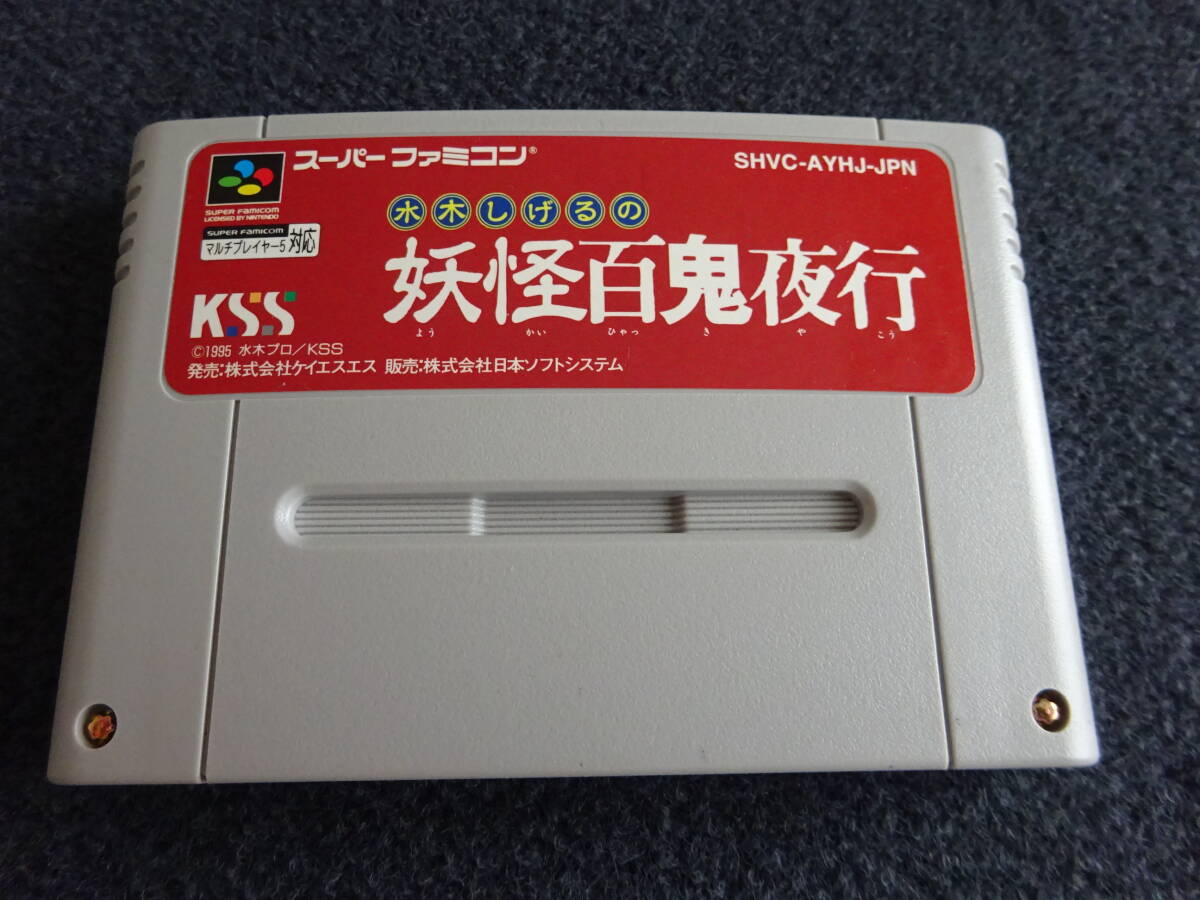 スーパーファミコン®
SHVC-AYHJ-JPN
SUPER FAMICOM
LICENSED BY NINTENDO
SUPER FAMICOM
マルチプレイヤー5 対応
水木しげるの
妖怪百鬼夜行
よう かい ひゃっ き や こう
KSS
©1995 水木プロ/KSS
発売:株式会社ケイエスエス 販売:株式会社日本ソフトシステム